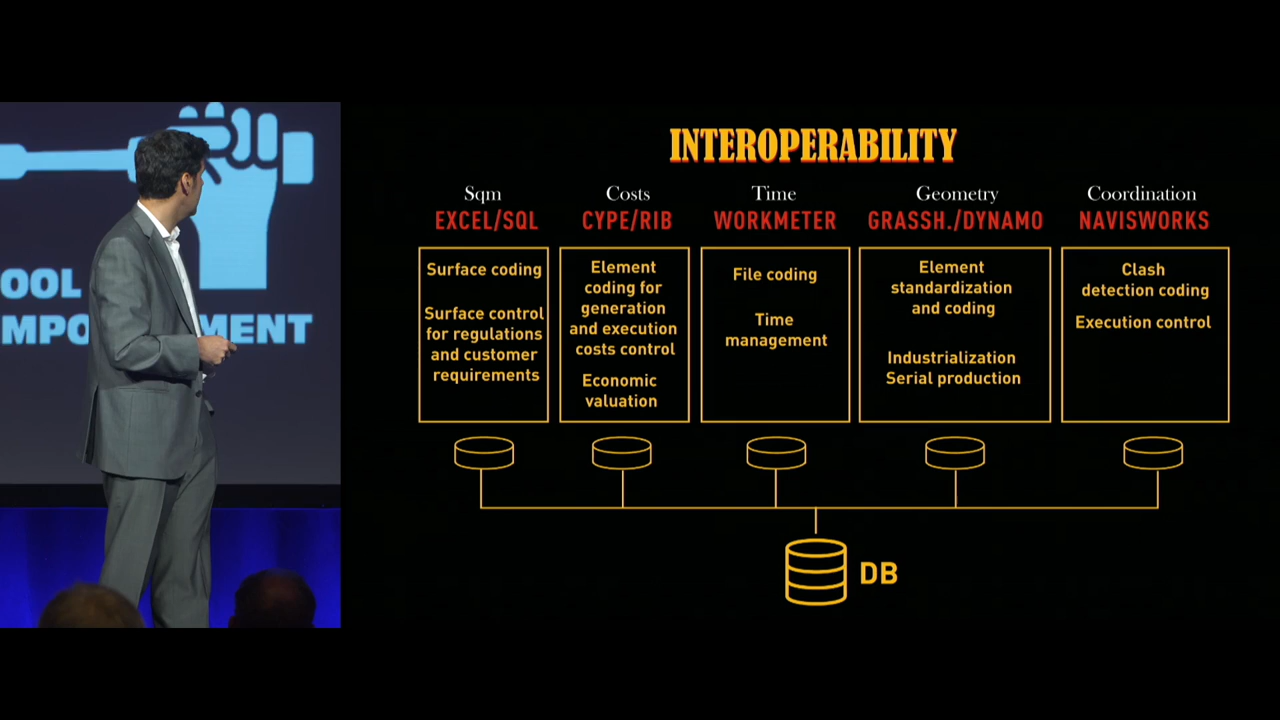 OOL
MPO MENT
INTEROPERABILITY
Sqm
EXCEL/SQL
Surface coding
Surface control
for regulations
and customer
requirements
Costs
CYPE/RIB
Element
coding for
generation
and execution
costs control
Economic
valuation
Time
WORKMETER
File coding
Time
management
Geometry
GRASSH./DYNAMO
Element
standardization
and coding
Industrialization
Serial production
Coordination
NAVISWORKS
Clash
detection coding
Execution control
DB